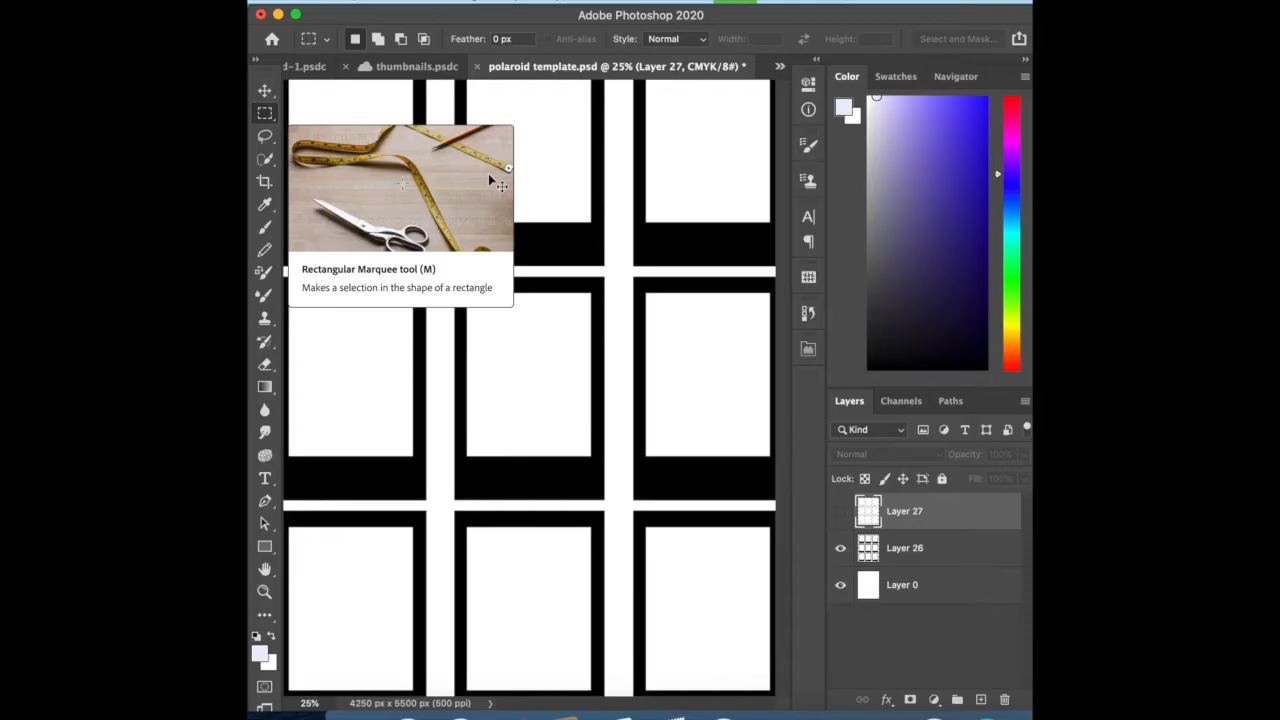 Adobe Photoshop 2020
Feather: 0 px
Anti-alias
Style: Normal
Width:
Height:
Select and Mask...
d-1.psdc
thumbnails.psdc
polaroid template.psd @ 25% (Layer 27, CMYK/8#) *
Color
Swatches
Navigator
Rectangular Marquee tool (M)
Makes a selection in the shape of a rectangle
Layers
Channels
Paths
Kind
Normal
Opacity: 100%
Lock:
Fill: 100%
Layer 27
Layer 26
Layer 0
25%
4250 px x 5500 px (500 ppi)